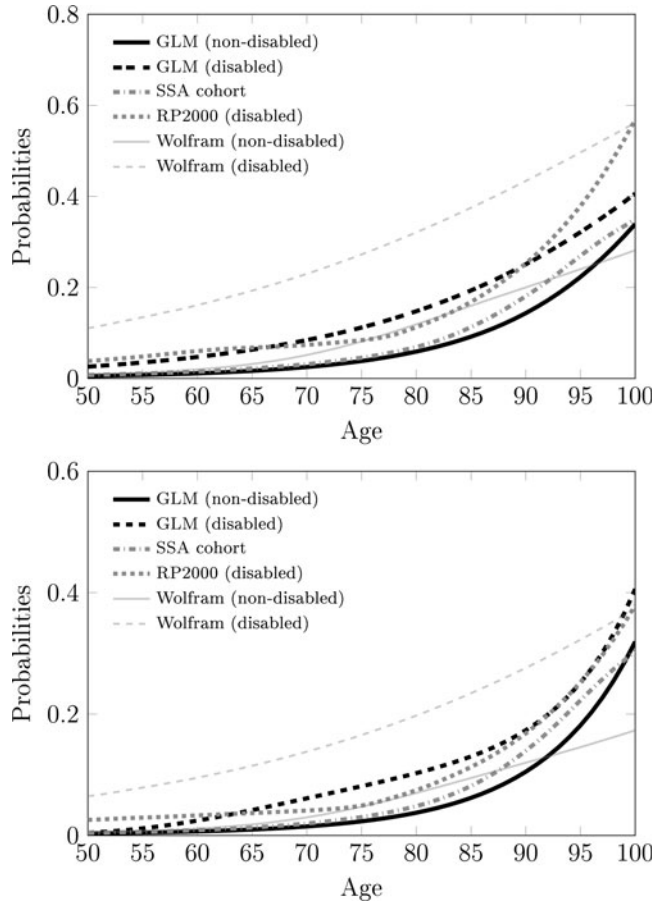 0.8
GLM (non-disabled)
GLM (disabled)
SSA cohort
RP2000 (disabled)
Wolfram (non-disabled)
Wolfram (disabled)
0.6
0.4
0.2
0
Probabilities
50 55 60 65 70 75 80 85 90 95 100
Age
0.6
GLM (non-disabled)
GLM (disabled)
SSA cohort
RP2000 (disabled)
Wolfram (non-disabled)
Wolfram (disabled)
0.4
0.2
0
Probabilities
50 55 60 65 70 75 80 85 90 95 100
Age